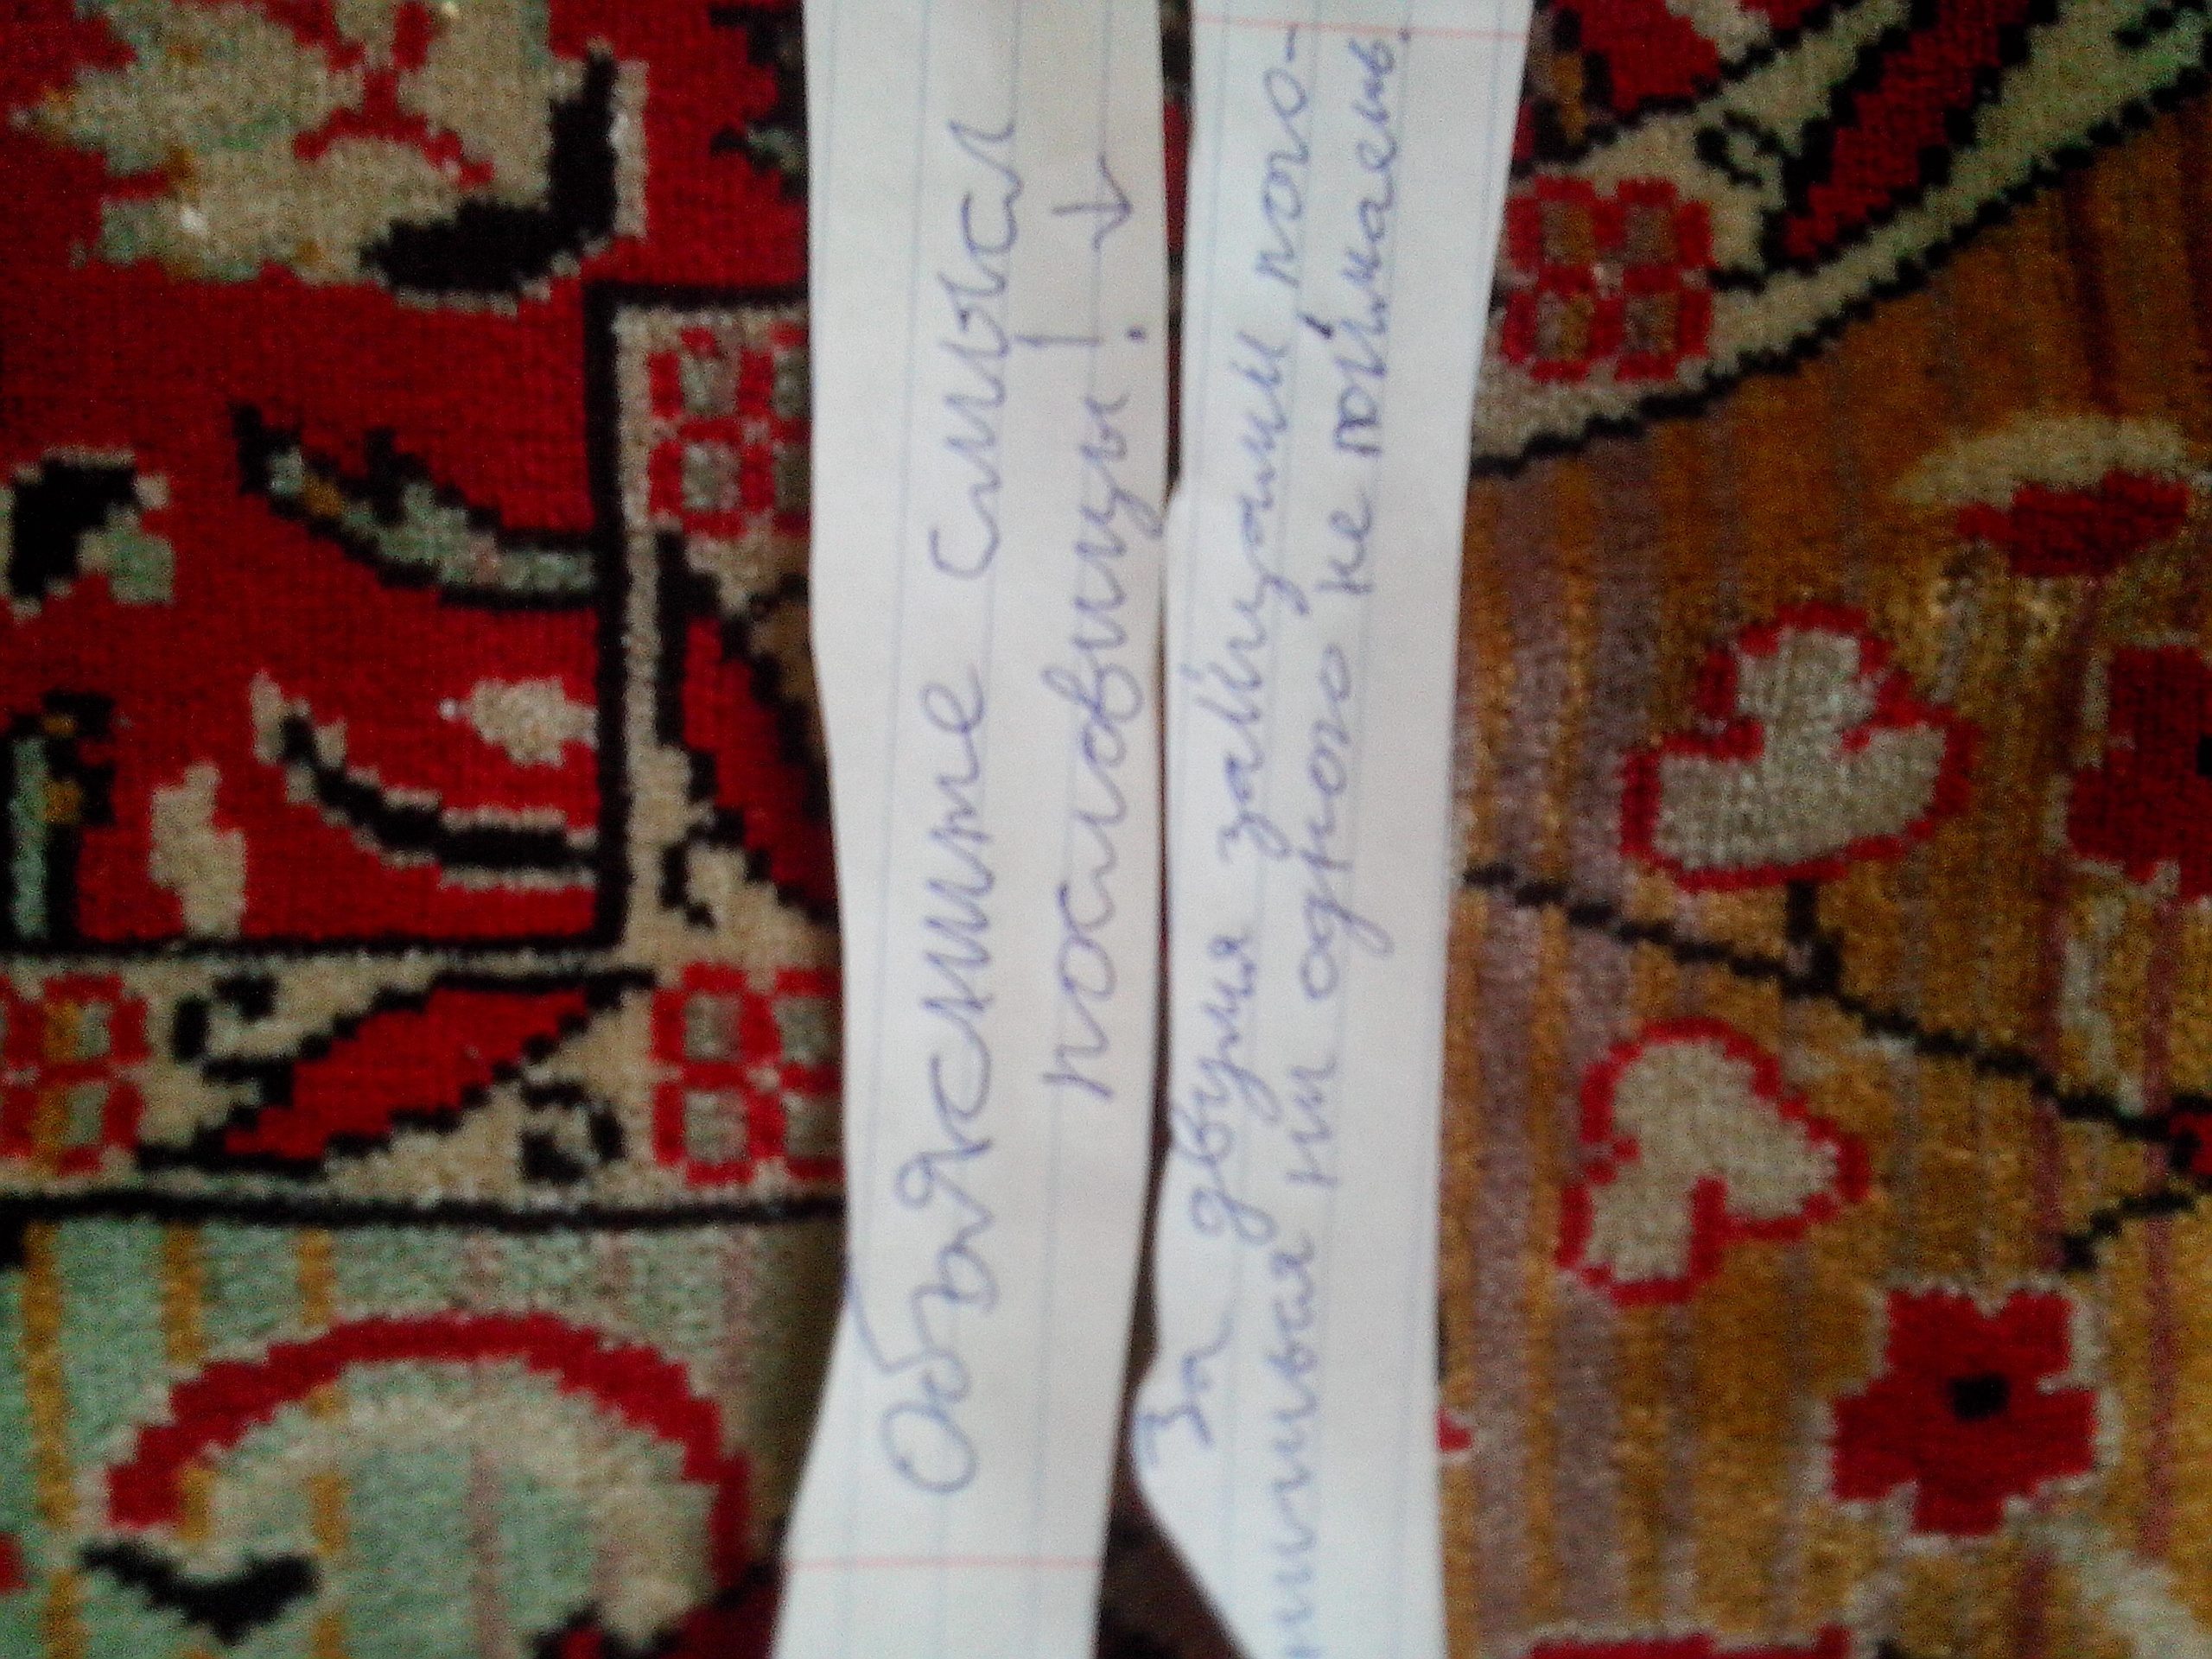 Объясните смысл
пословицы! ↓
За двумя зайцами пого-
нишься ни одного не поймаешь.